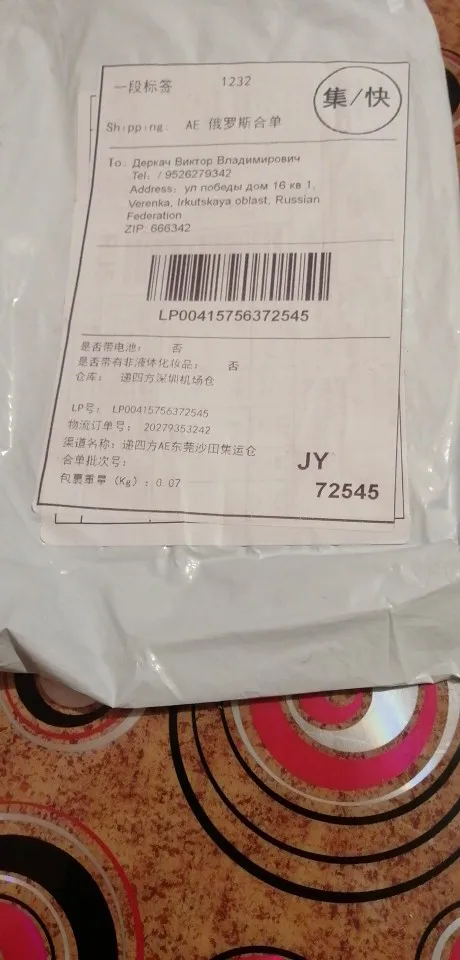 一段标签 1232
集/快
Shipping: AE 俄罗斯合单
To: Деркач Виктор Владимирович
Tel: / 9526279342
Address: ул победы дом 16 кв 1,
Verenka, Irkutskaya oblast, Russian
Federation
ZIP: 666342
LP00415756372545
是否带电池: 否
是否带有非液体化妆品: 否
仓库: 递四方深圳机场仓
LP号: LP00415756372545
物流订单号: 20279353242
渠道名称: 递四方AE东莞沙田集运仓
合单批次号:
JY
包裹重量 (Kg) : 0.07
72545